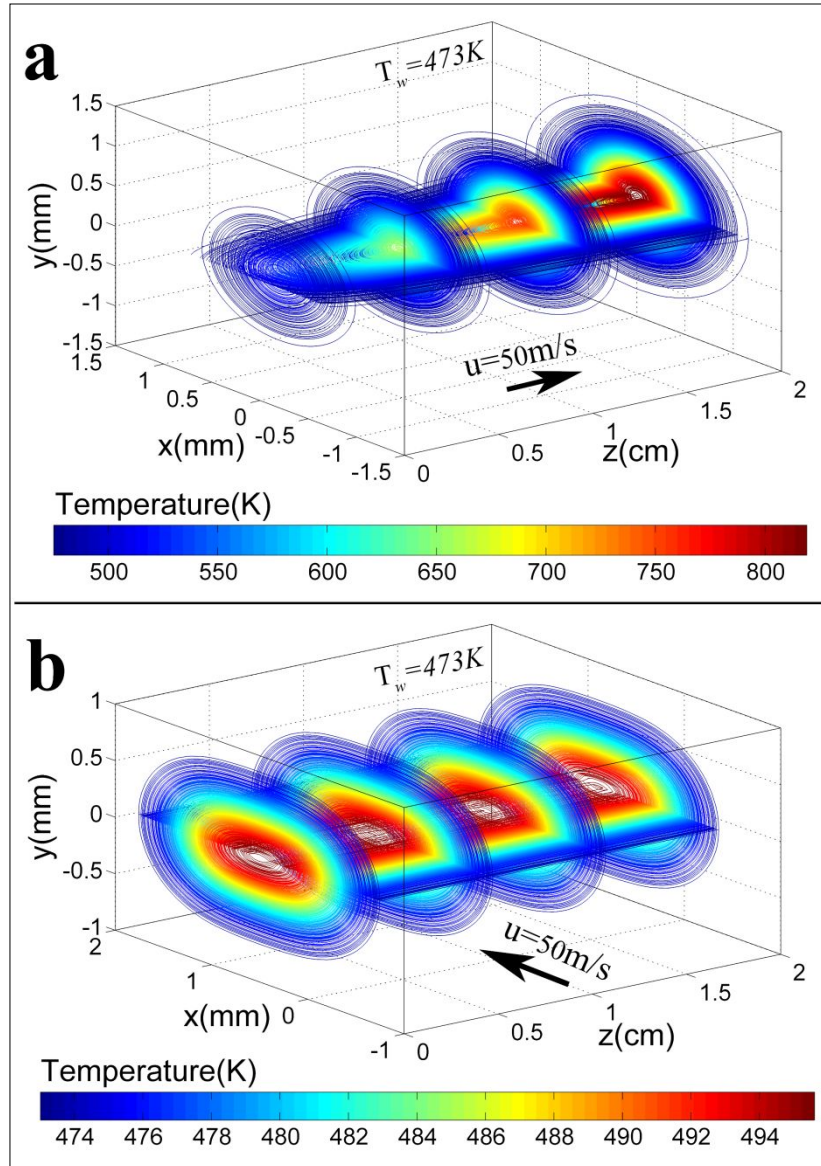 a
T_w=473K
1.5
1
0.5
0
-0.5
-1
-1.5
y(mm)
1.5
1
0.5
0
-0.5
-1
-1.5
x(mm)
u=50m/s
0
0.5
1
1.5
2
z(cm)
Temperature(K)
500 550 600 650 700 750 800
b
T_w=473K
1
0.5
0
-0.5
-1
y(mm)
2
1
0
-1
x(mm)
u=50m/s
0
0.5
1
1.5
2
z(cm)
Temperature(K)
474 476 478 480 482 484 486 488 490 492 494